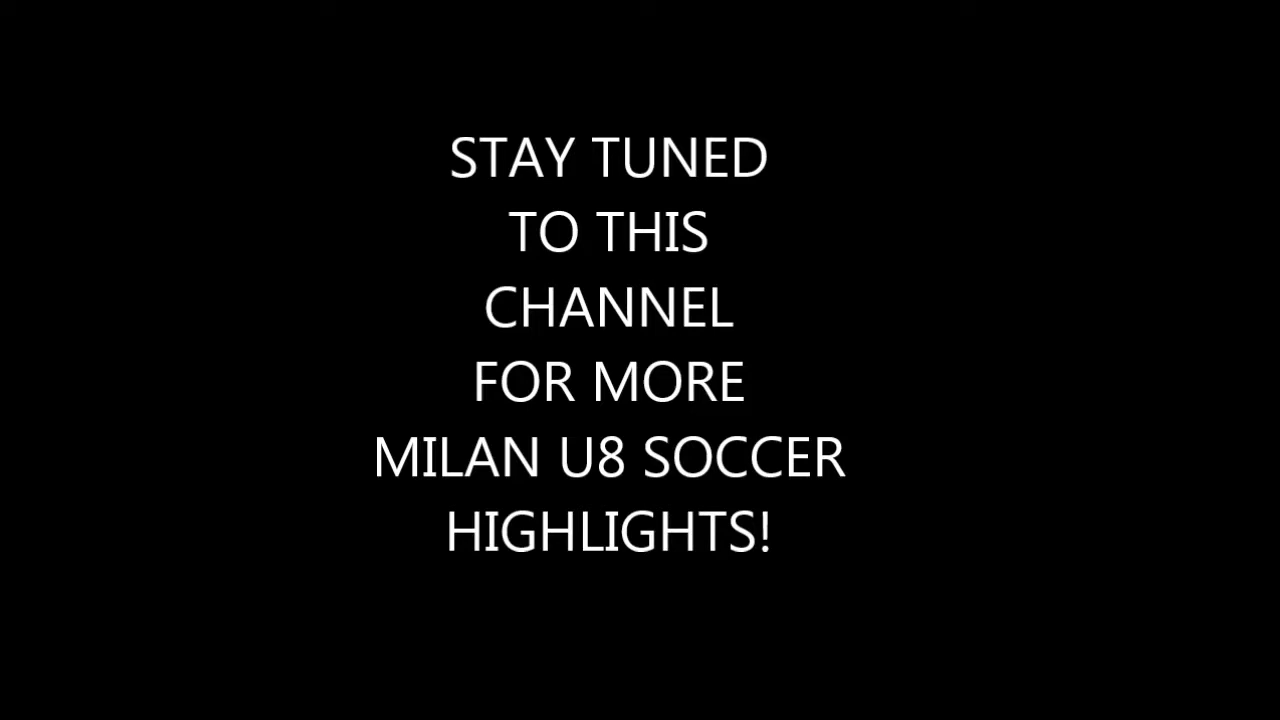 STAY TUNED
TO THIS
CHANNEL
FOR MORE
MILAN U8 SOCCER
HIGHLIGHTS!